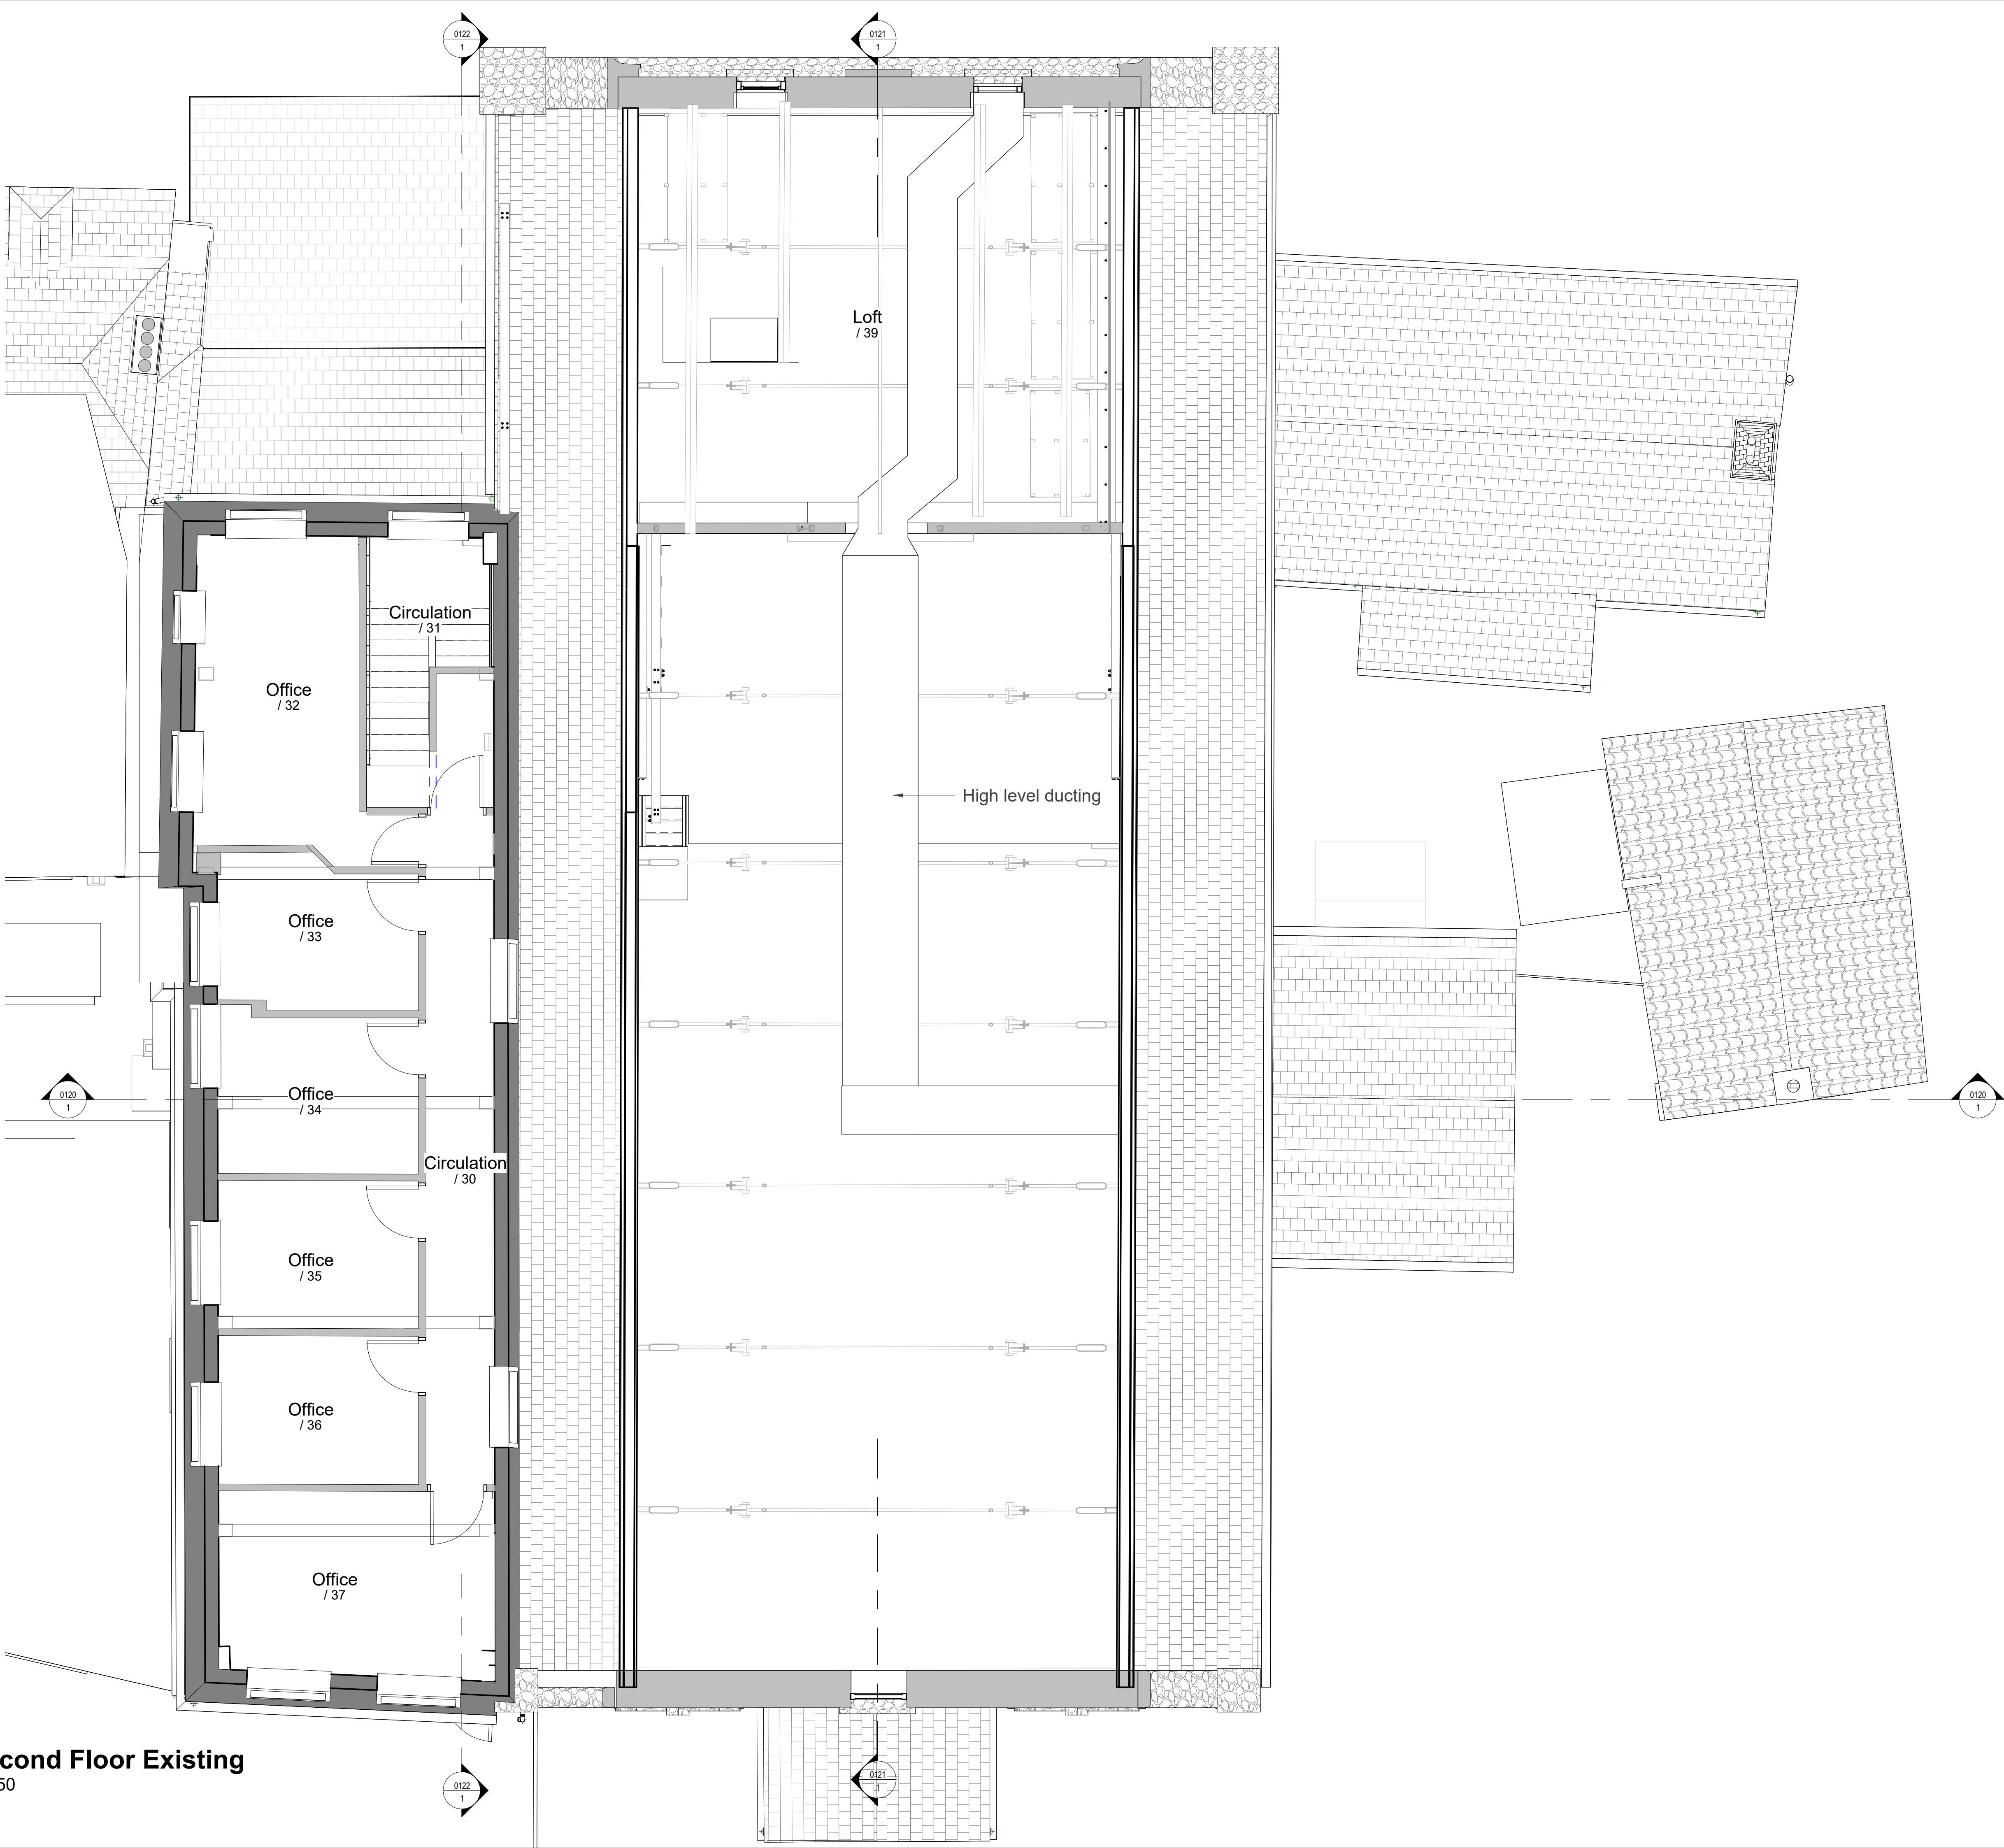 0122
1
0121
1
Loft
/ 39
Circulation
/ 31
Office
/ 32
High level ducting
Office
/ 33
Office
/ 34
0120
1
0120
1
Circulation
/ 30
Office
/ 35
Office
/ 36
Office
/ 37
cond Floor Existing
50
0122
1
0121
1